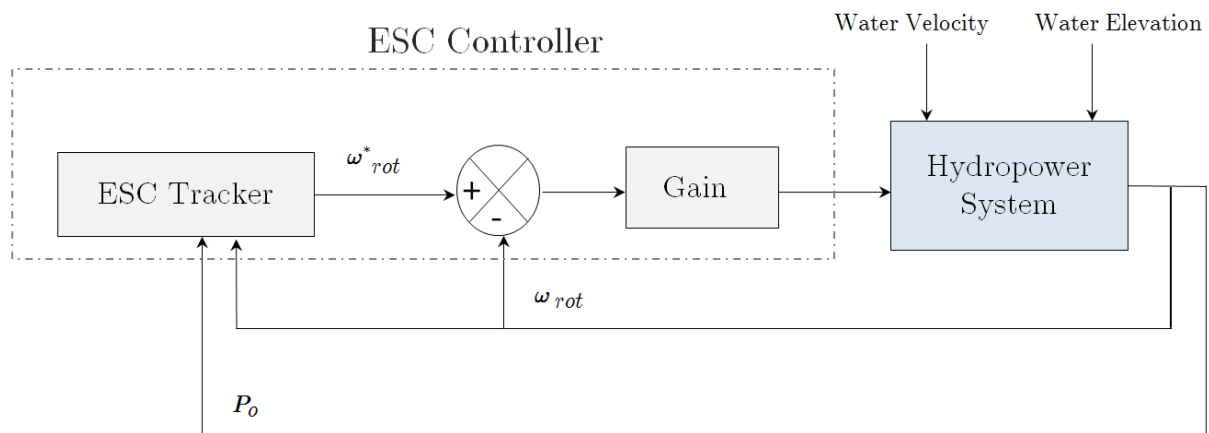 Water Velocity
Water Elevation
ESC Controller
ESC Tracker
ω*rot
+
-
Gain
Hydropower
System
ωrot
Po